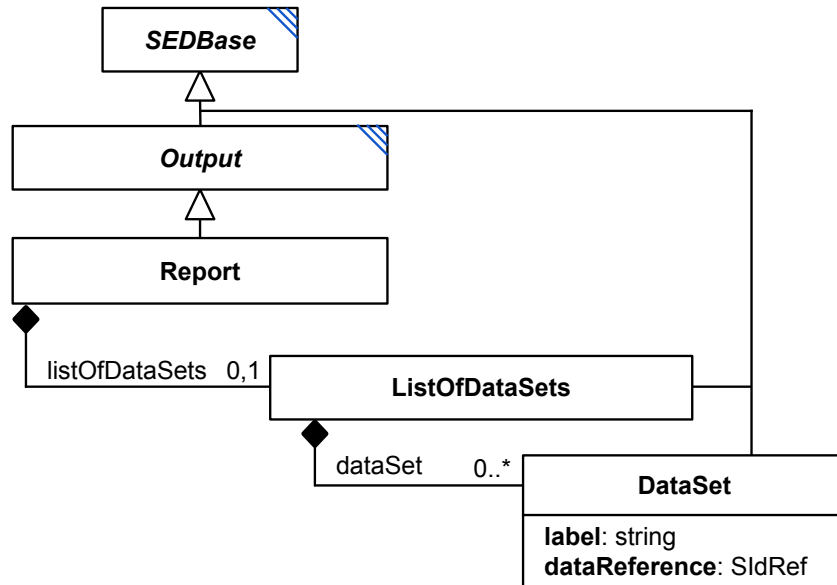 SEDBase
Output
Report
listOfDataSets 0,1
ListOfDataSets
dataSet 0..*
DataSet
label: string
dataReference: SIdRef